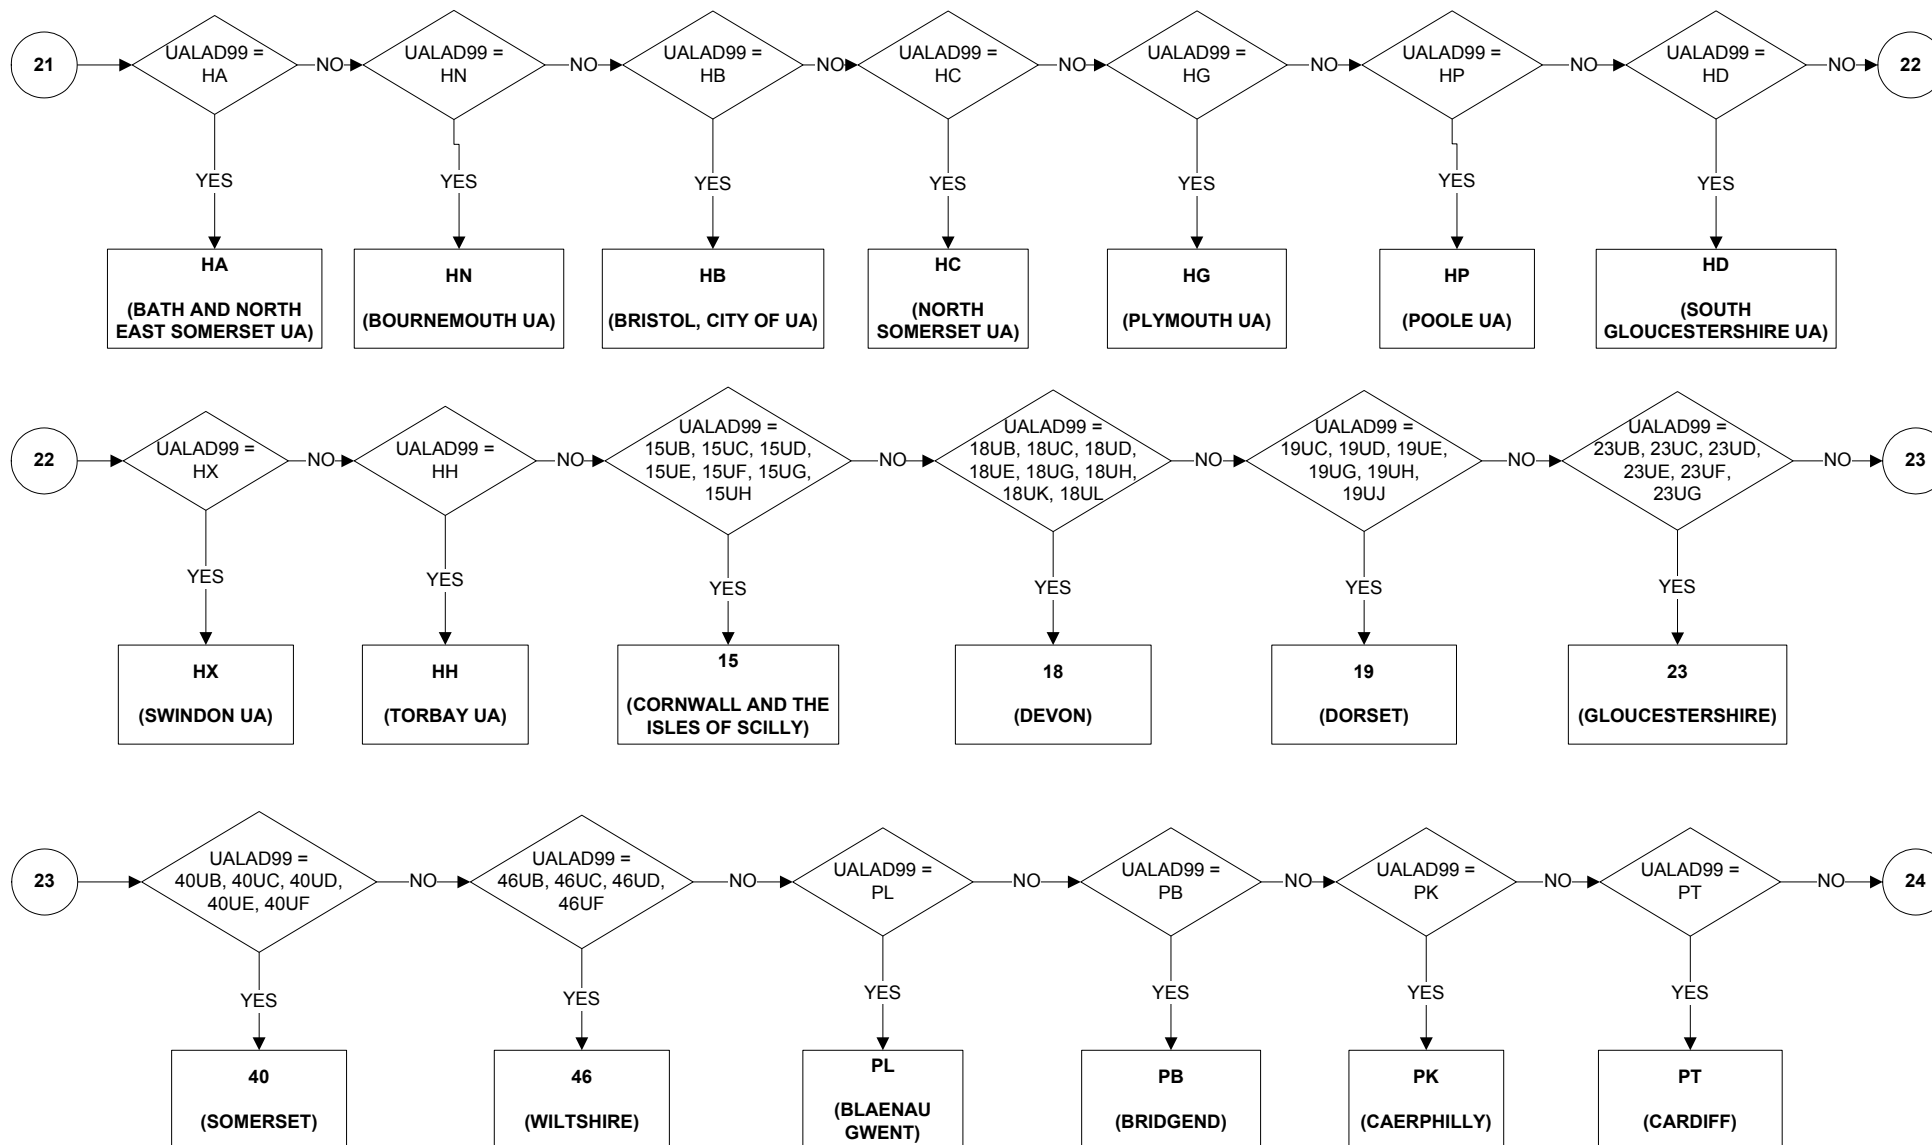 21
UALAD99 =
HA
NO
UALAD99 =
HN
NO
UALAD99 =
HB
NO
UALAD99 =
HC
NO
UALAD99 =
HG
NO
UALAD99 =
HP
NO
UALAD99 =
HD
NO
22
YES
YES
YES
YES
YES
YES
YES
HA
(BATH AND NORTH
EAST SOMERSET UA)
HN
(BOURNEMOUTH UA)
HB
(BRISTOL, CITY OF UA)
HC
(NORTH
SOMERSET UA)
HG
(PLYMOUTH UA)
HP
(POOLE UA)
HD
(SOUTH
GLOUCESTERSHIRE UA)
22
UALAD99 =
HX
NO
UALAD99 =
HH
NO
UALAD99 =
15UB, 15UC, 15UD,
15UE, 15UF, 15UG,
15UH
NO
UALAD99 =
18UB, 18UC, 18UD,
18UE, 18UG, 18UH,
18UK, 18UL
NO
UALAD99 =
19UC, 19UD, 19UE,
19UG, 19UH,
19UJ
NO
UALAD99 =
23UB, 23UC, 23UD,
23UE, 23UF,
23UG
NO
23
YES
YES
YES
YES
YES
YES
HX
(SWINDON UA)
HH
(TORBAY UA)
15
(CORNWALL AND THE
ISLES OF SCILLY)
18
(DEVON)
19
(DORSET)
23
(GLOUCESTERSHIRE)
23
UALAD99 =
40UB, 40UC, 40UD,
40UE, 40UF
NO
UALAD99 =
46UB, 46UC, 46UD,
46UF
NO
UALAD99 =
PL
NO
UALAD99 =
PB
NO
UALAD99 =
PK
NO
UALAD99 =
PT
NO
24
YES
YES
YES
YES
YES
YES
40
(SOMERSET)
46
(WILTSHIRE)
PL
(BLAENAU
GWENT)
PB
(BRIDGEND)
PK
(CAERPHILLY)
PT
(CARDIFF)